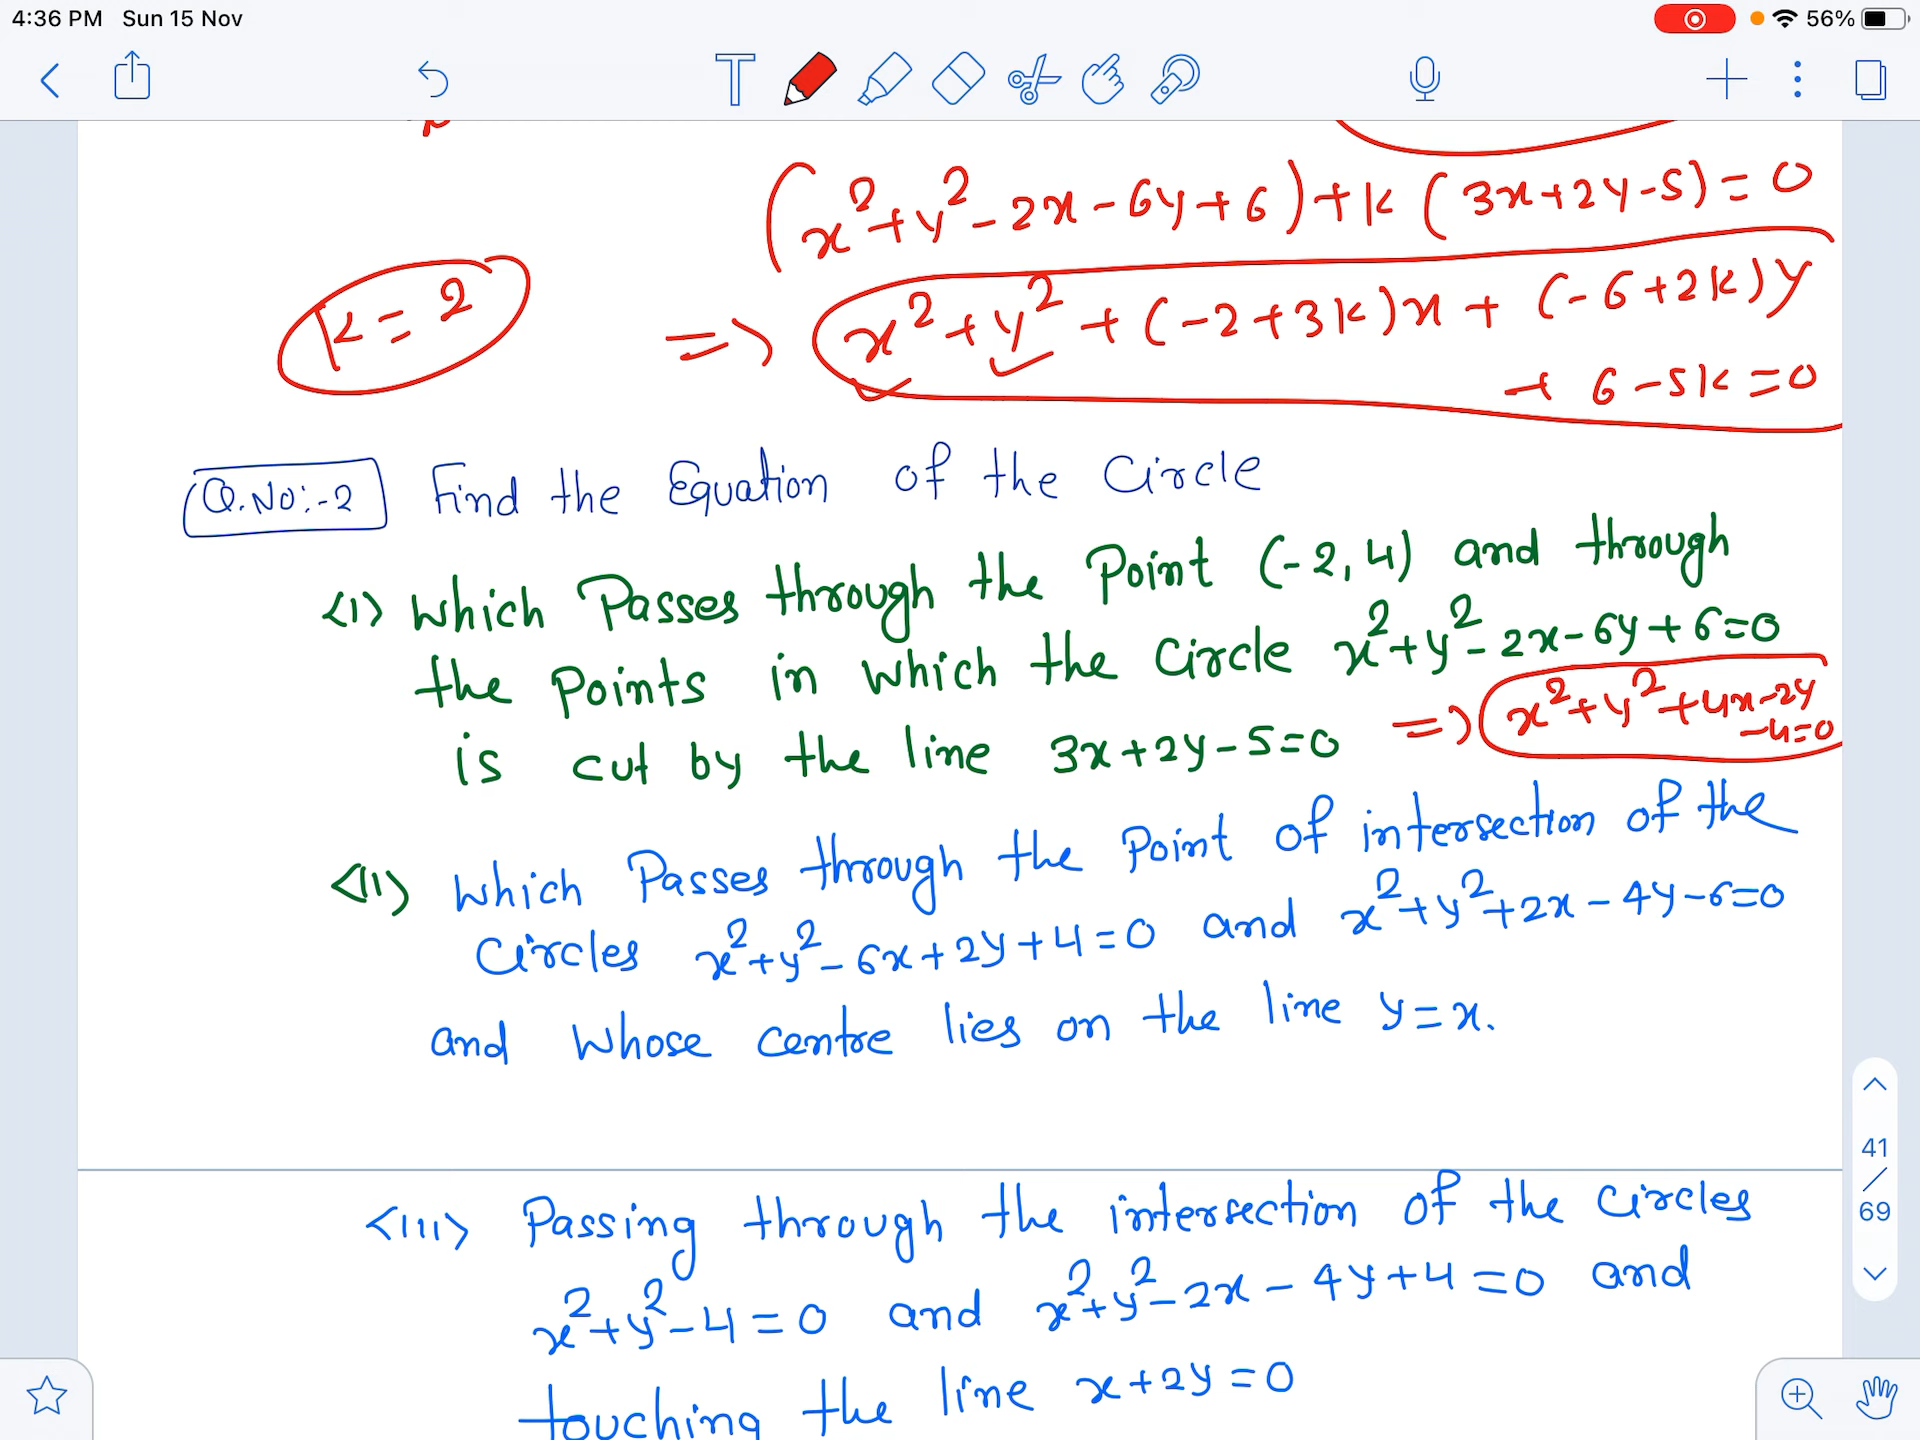 4:36 PM Sun 15 Nov
56%
T
(x²+y²-2x-6y+6)+k(3x+2y-5)=0
k=2
=> x²+y²+(-2+3k)x+(-6+2k)y
+6-5k=0
Q.No:-2 Find the Equation of the Circle
<1> which Passes through the Point (-2,4) and through
the points in which the Circle x²+y²-2x-6y+6=0
is cut by the line 3x+2y-5=0 => x²+y²+4x-2y
-4=0
<11> which Passes through the Point of intersection of the
Circles x²+y²-6x+2y+4=0 and x²+y²+2x-4y-6=0
and whose centre lies on the line y=x.
41
/
69
<111> Passing through the intersection of the Circles
x²+y²-4=0 and x²+y²-2x-4y+4=0 and
touching the line x+2y=0